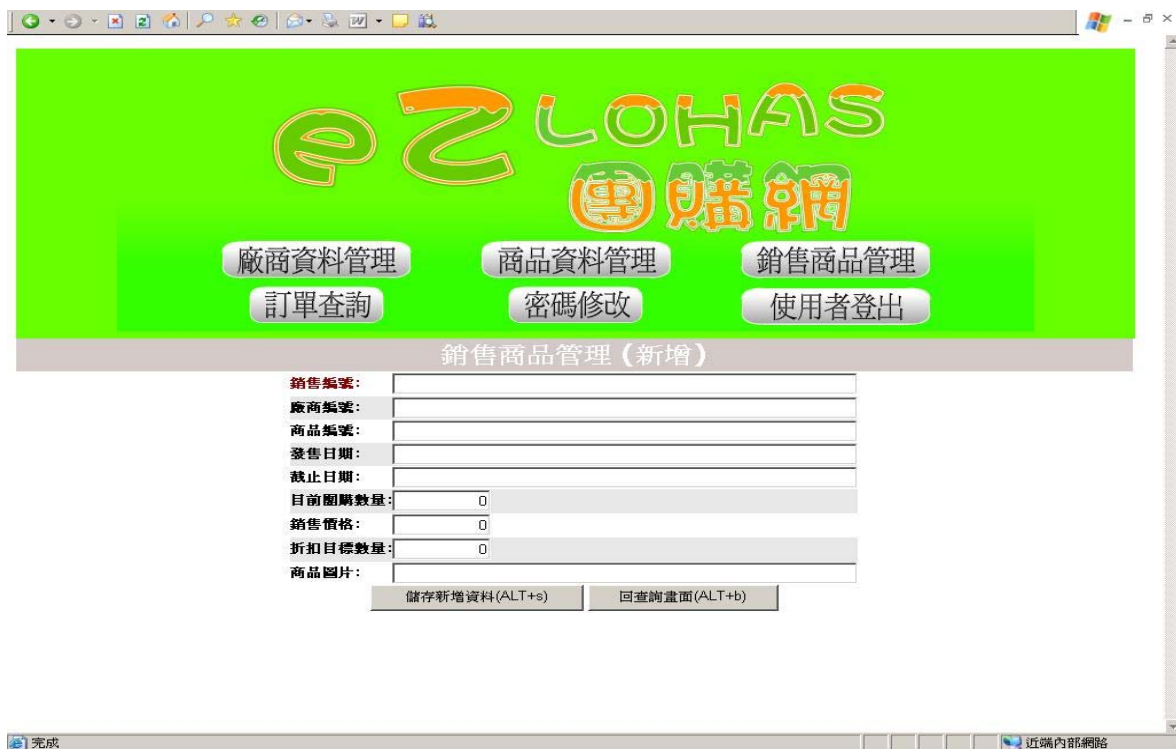 eZ LOHAS
團購網
廠商資料管理 商品資料管理 銷售商品管理
訂單查詢 密碼修改 使用者登出
銷售商品管理(新增)
銷售編號:
廠商編號:
商品編號:
發售日期:
截止日期:
目前團購數量: 0
銷售價格: 0
折扣目標數量: 0
商品圖片:
儲存新增資料(ALT+s) 回查詢畫面(ALT+b)
完成 近端內部網路